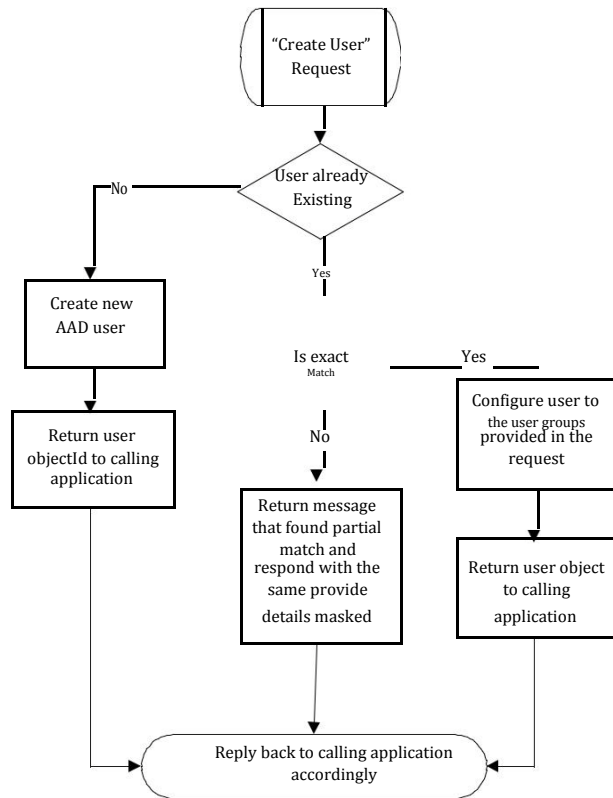 “Create User”
Request
User already
Existing
No
Yes
Create new
AAD user
Is exact
Match
Yes
Configure user to
the user groups
provided in the
request
Return user
objectId to calling
application
No
Return message
that found partial
match and
respond with the
same provide
details masked
Return user object
to calling
application
Reply back to calling application
accordingly